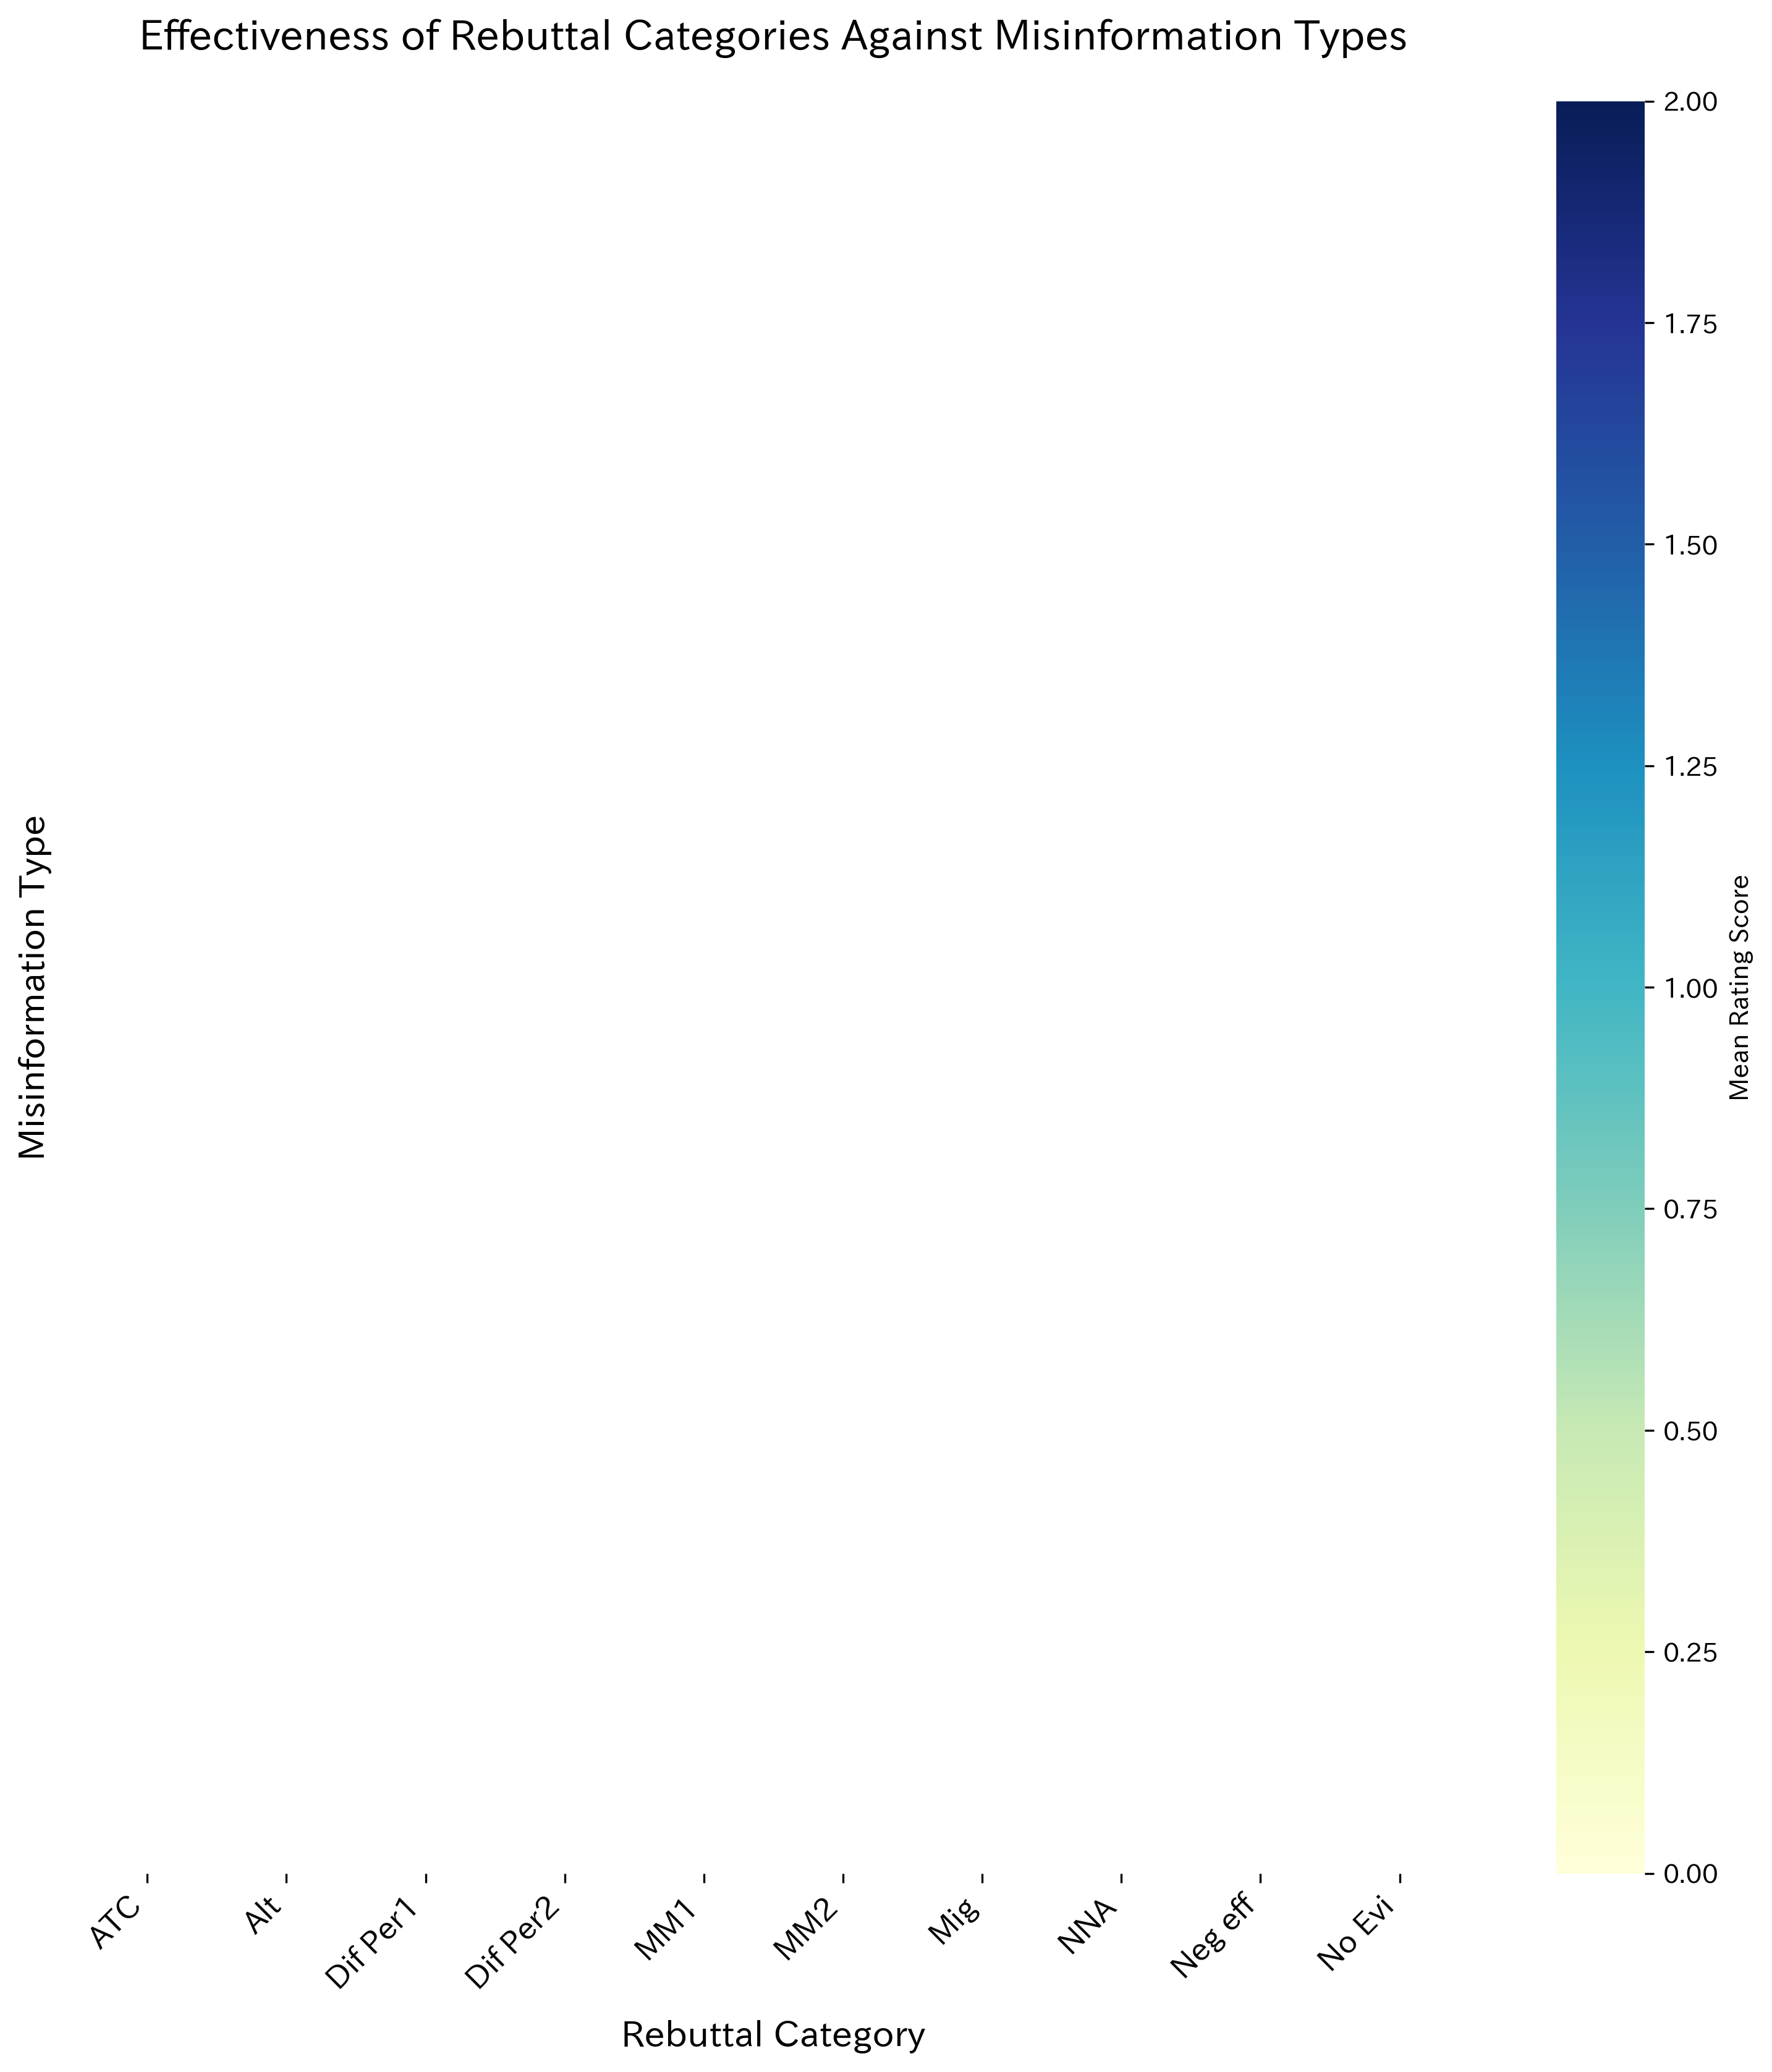 Effectiveness of Rebuttal Categories Against Misinformation Types
Misinformation Type
2.00
1.75
1.50
1.25
1.00
0.75
0.50
0.25
0.00
Mean Rating Score
ATC
Alt
Dif Per1
Dif Per2
MM1
MM2
Mig
NNA
Neg eff
No Evi
Rebuttal Category